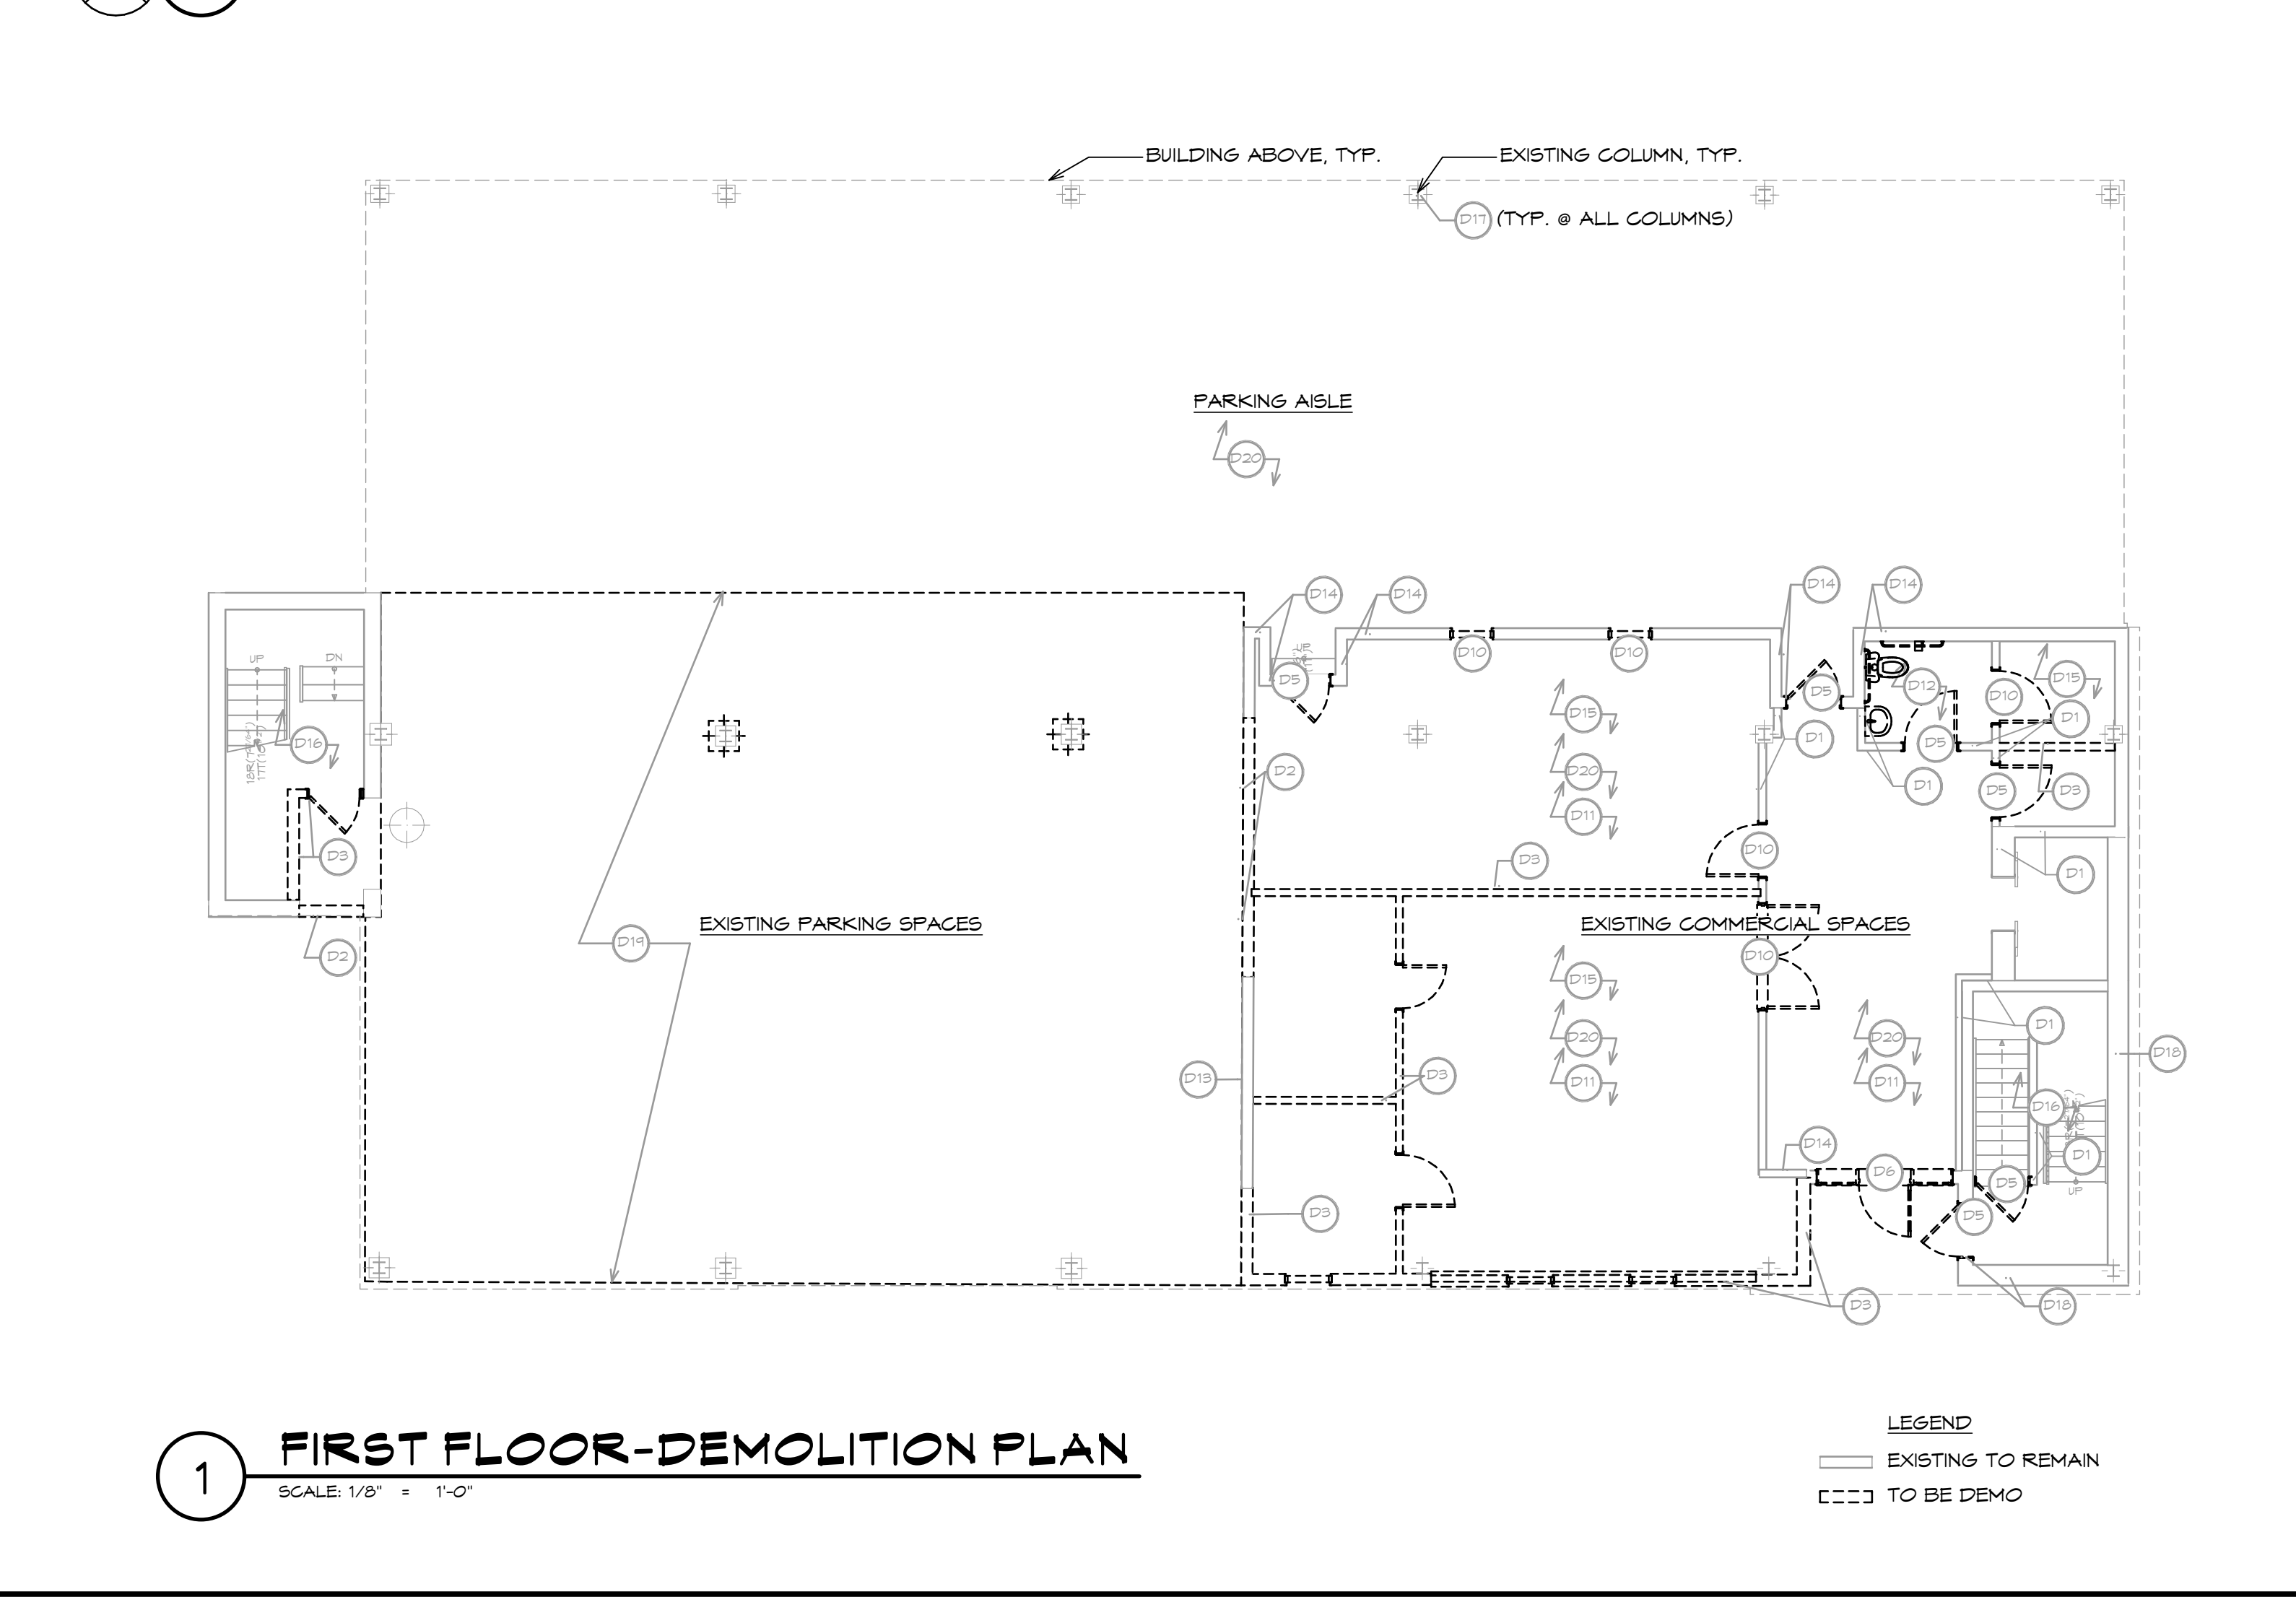 BUILDING ABOVE, TYP.
EXISTING COLUMN, TYP.
D17 (TYP. @ ALL COLUMNS)
PARKING AISLE
D20
D14
D14
D14
D14
UP
DN
UP
D5
D10
D10
D5
D12
D10
D15
D15
D1
D16
D1
D5
D2
D20
D1
D5
D3
D11
D3
D3
D10
D1
EXISTING PARKING SPACES
EXISTING COMMERCIAL SPACES
D19
D2
D10
D15
D1
D20
D20
D18
D13
D3
D11
D11
D16
D14
D1
D6
D5
UP
D3
D5
D3
D18
1
FIRST FLOOR-DEMOLITION PLAN
SCALE: 1/8" = 1'-0"
LEGEND
EXISTING TO REMAIN
TO BE DEMO